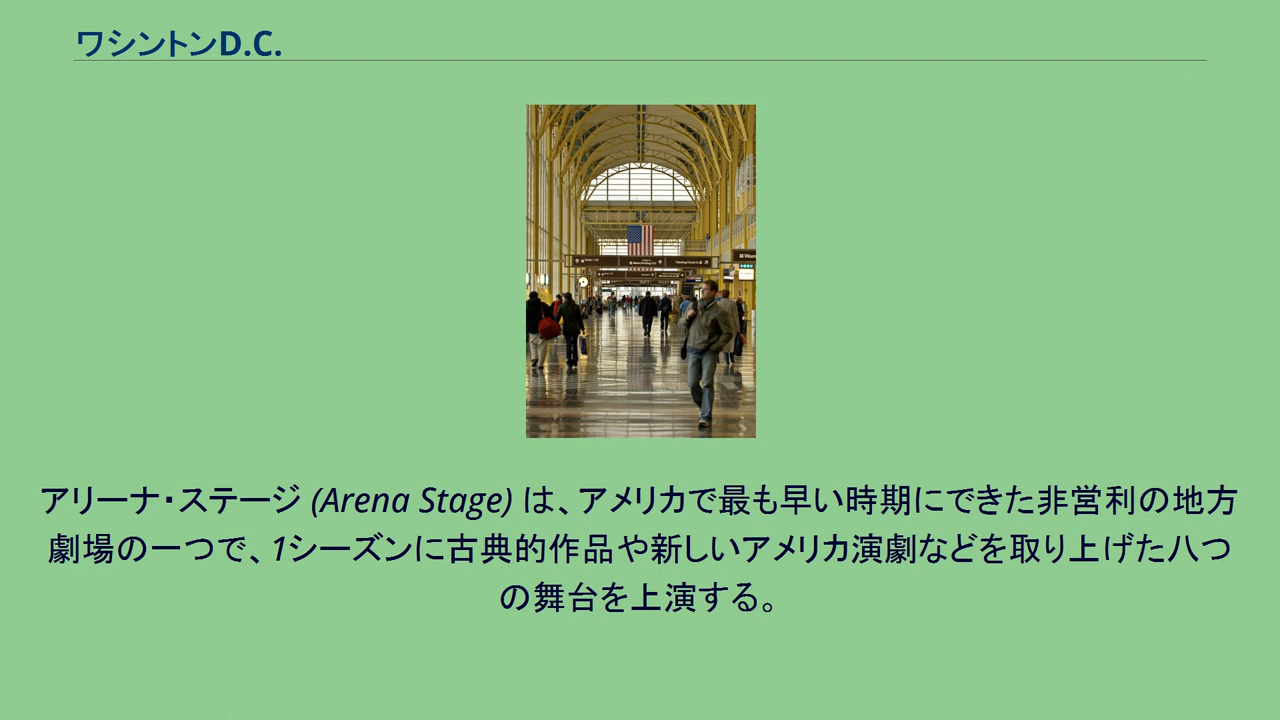 ワシントンD.C.
アリーナ・ステージ (Arena Stage) は、アメリカで最も早い時期にできた非営利の地方
劇場の一つで、1シーズンに古典的作品や新しいアメリカ演劇などを取り上げた八つ
の舞台を上演する。